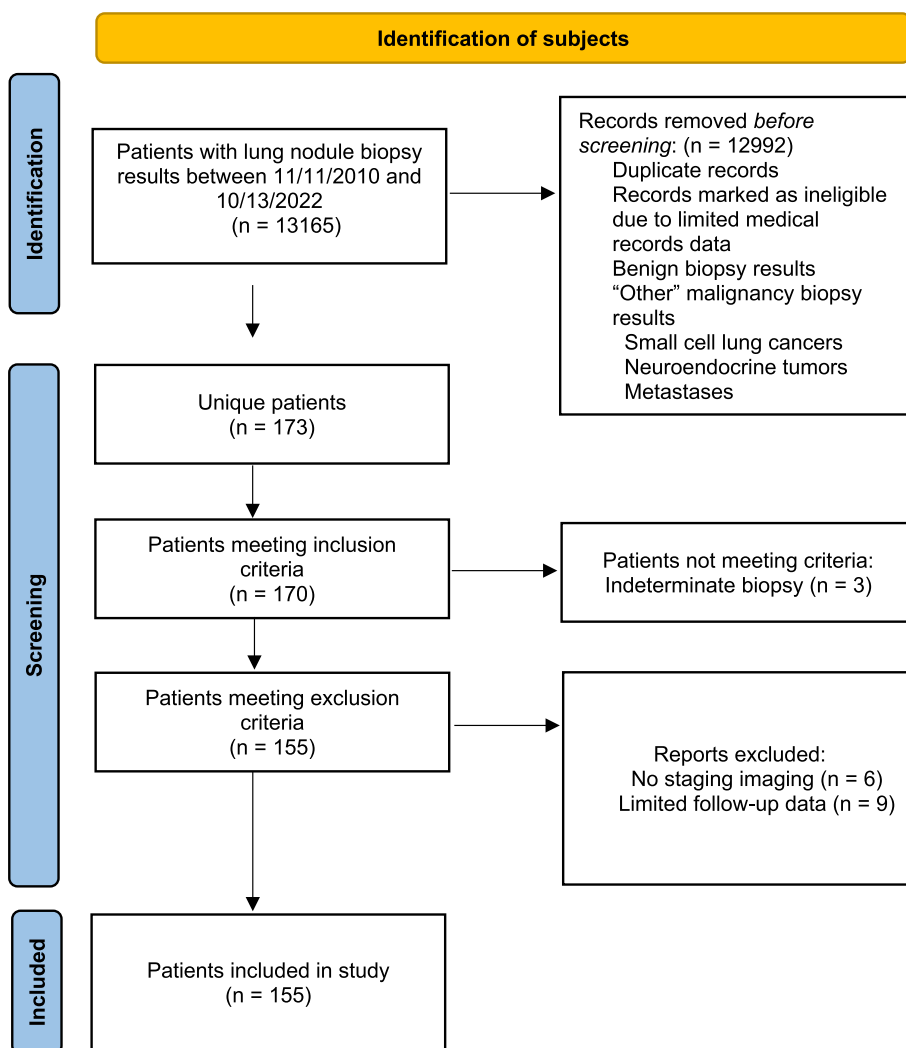 Identification of subjects
Identification
Patients with lung nodule biopsy
results between 11/11/2010 and
10/13/2022
(n = 13165)
Records removed before
screening: (n = 12992)
Duplicate records
Records marked as ineligible
due to limited medical
records data
Benign biopsy results
“Other” malignancy biopsy
results
Small cell lung cancers
Neuroendocrine tumors
Metastases
Screening
Unique patients
(n = 173)
Patients meeting inclusion
criteria
(n = 170)
Patients not meeting criteria:
Indeterminate biopsy (n = 3)
Patients meeting exclusion
criteria
(n = 155)
Reports excluded:
No staging imaging (n = 6)
Limited follow-up data (n = 9)
Included
Patients included in study
(n = 155)